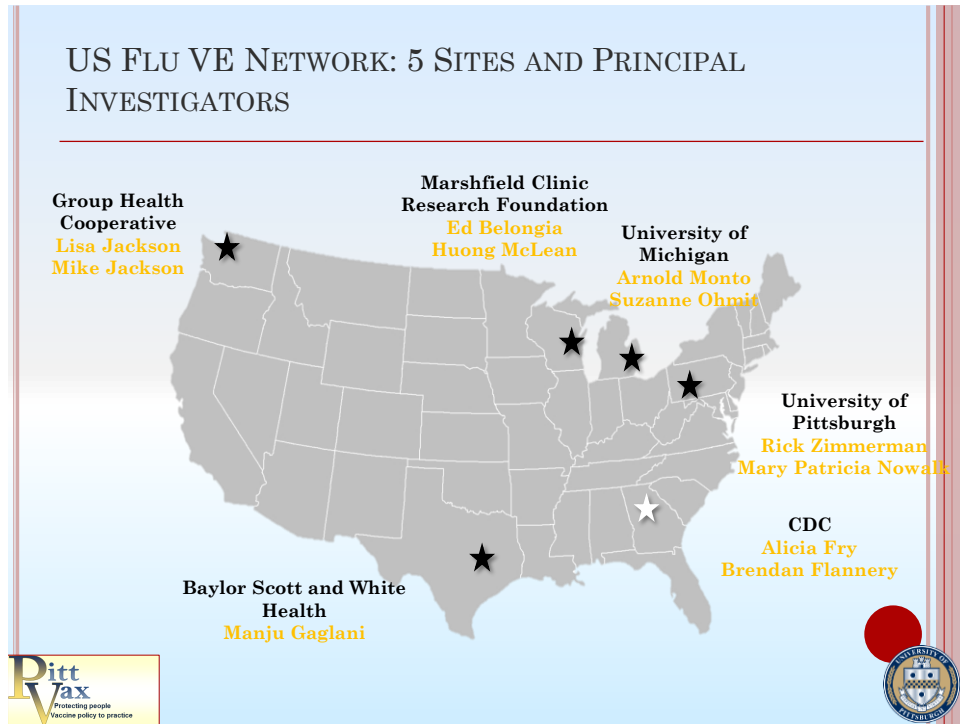 US FLU VE NETWORK: 5 SITES AND PRINCIPAL
INVESTIGATORS
Group Health
Cooperative
Lisa Jackson
Mike Jackson
Marshfield Clinic
Research Foundation
Ed Belongia
Huong McLean
University of
Michigan
Arnold Monto
Suzanne Ohmit
University of
Pittsburgh
Rick Zimmerman
Mary Patricia Nowalk
CDC
Alicia Fry
Brendan Flannery
Baylor Scott and White
Health
Manju Gaglani
Pitt
Vax
Protecting people
Vaccine policy to practice
UNIVERSITY OF
PITTSBURGH